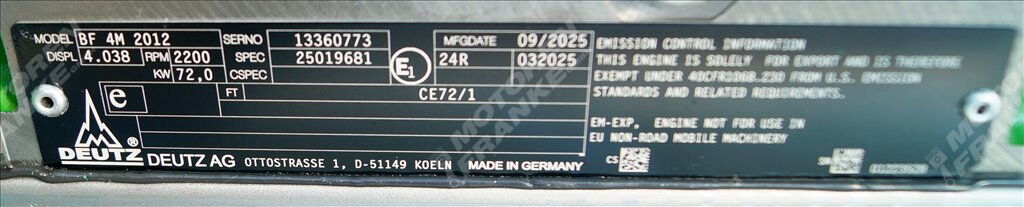 MODEL BF 4M 2012 SERNO 13360773 MFGDATE 09/2025
DISPL 4.038 RPM 2200 SPEC 25019681 E1 24R 032025
KW 72,0 CSPEC
e FT CE72/1
EMISSION CONTROL INFORMATION
THIS ENGINE IS SOLELY FOR EXPORT AND IS THEREFORE
EXEMPT UNDER 40CFR1068.230 FROM U.S. EMISSION
STANDARDS AND RELATED REQUIREMENTS.
EM-EXP, ENGINE NOT FOR USE IN
EU NON-ROAD MOBILE MACHINERY
CS
DEUTZ DEUTZ AG OTTOSTRASSE 1, D-51149 KOELN MADE IN GERMANY
MOTOREN FRANKE